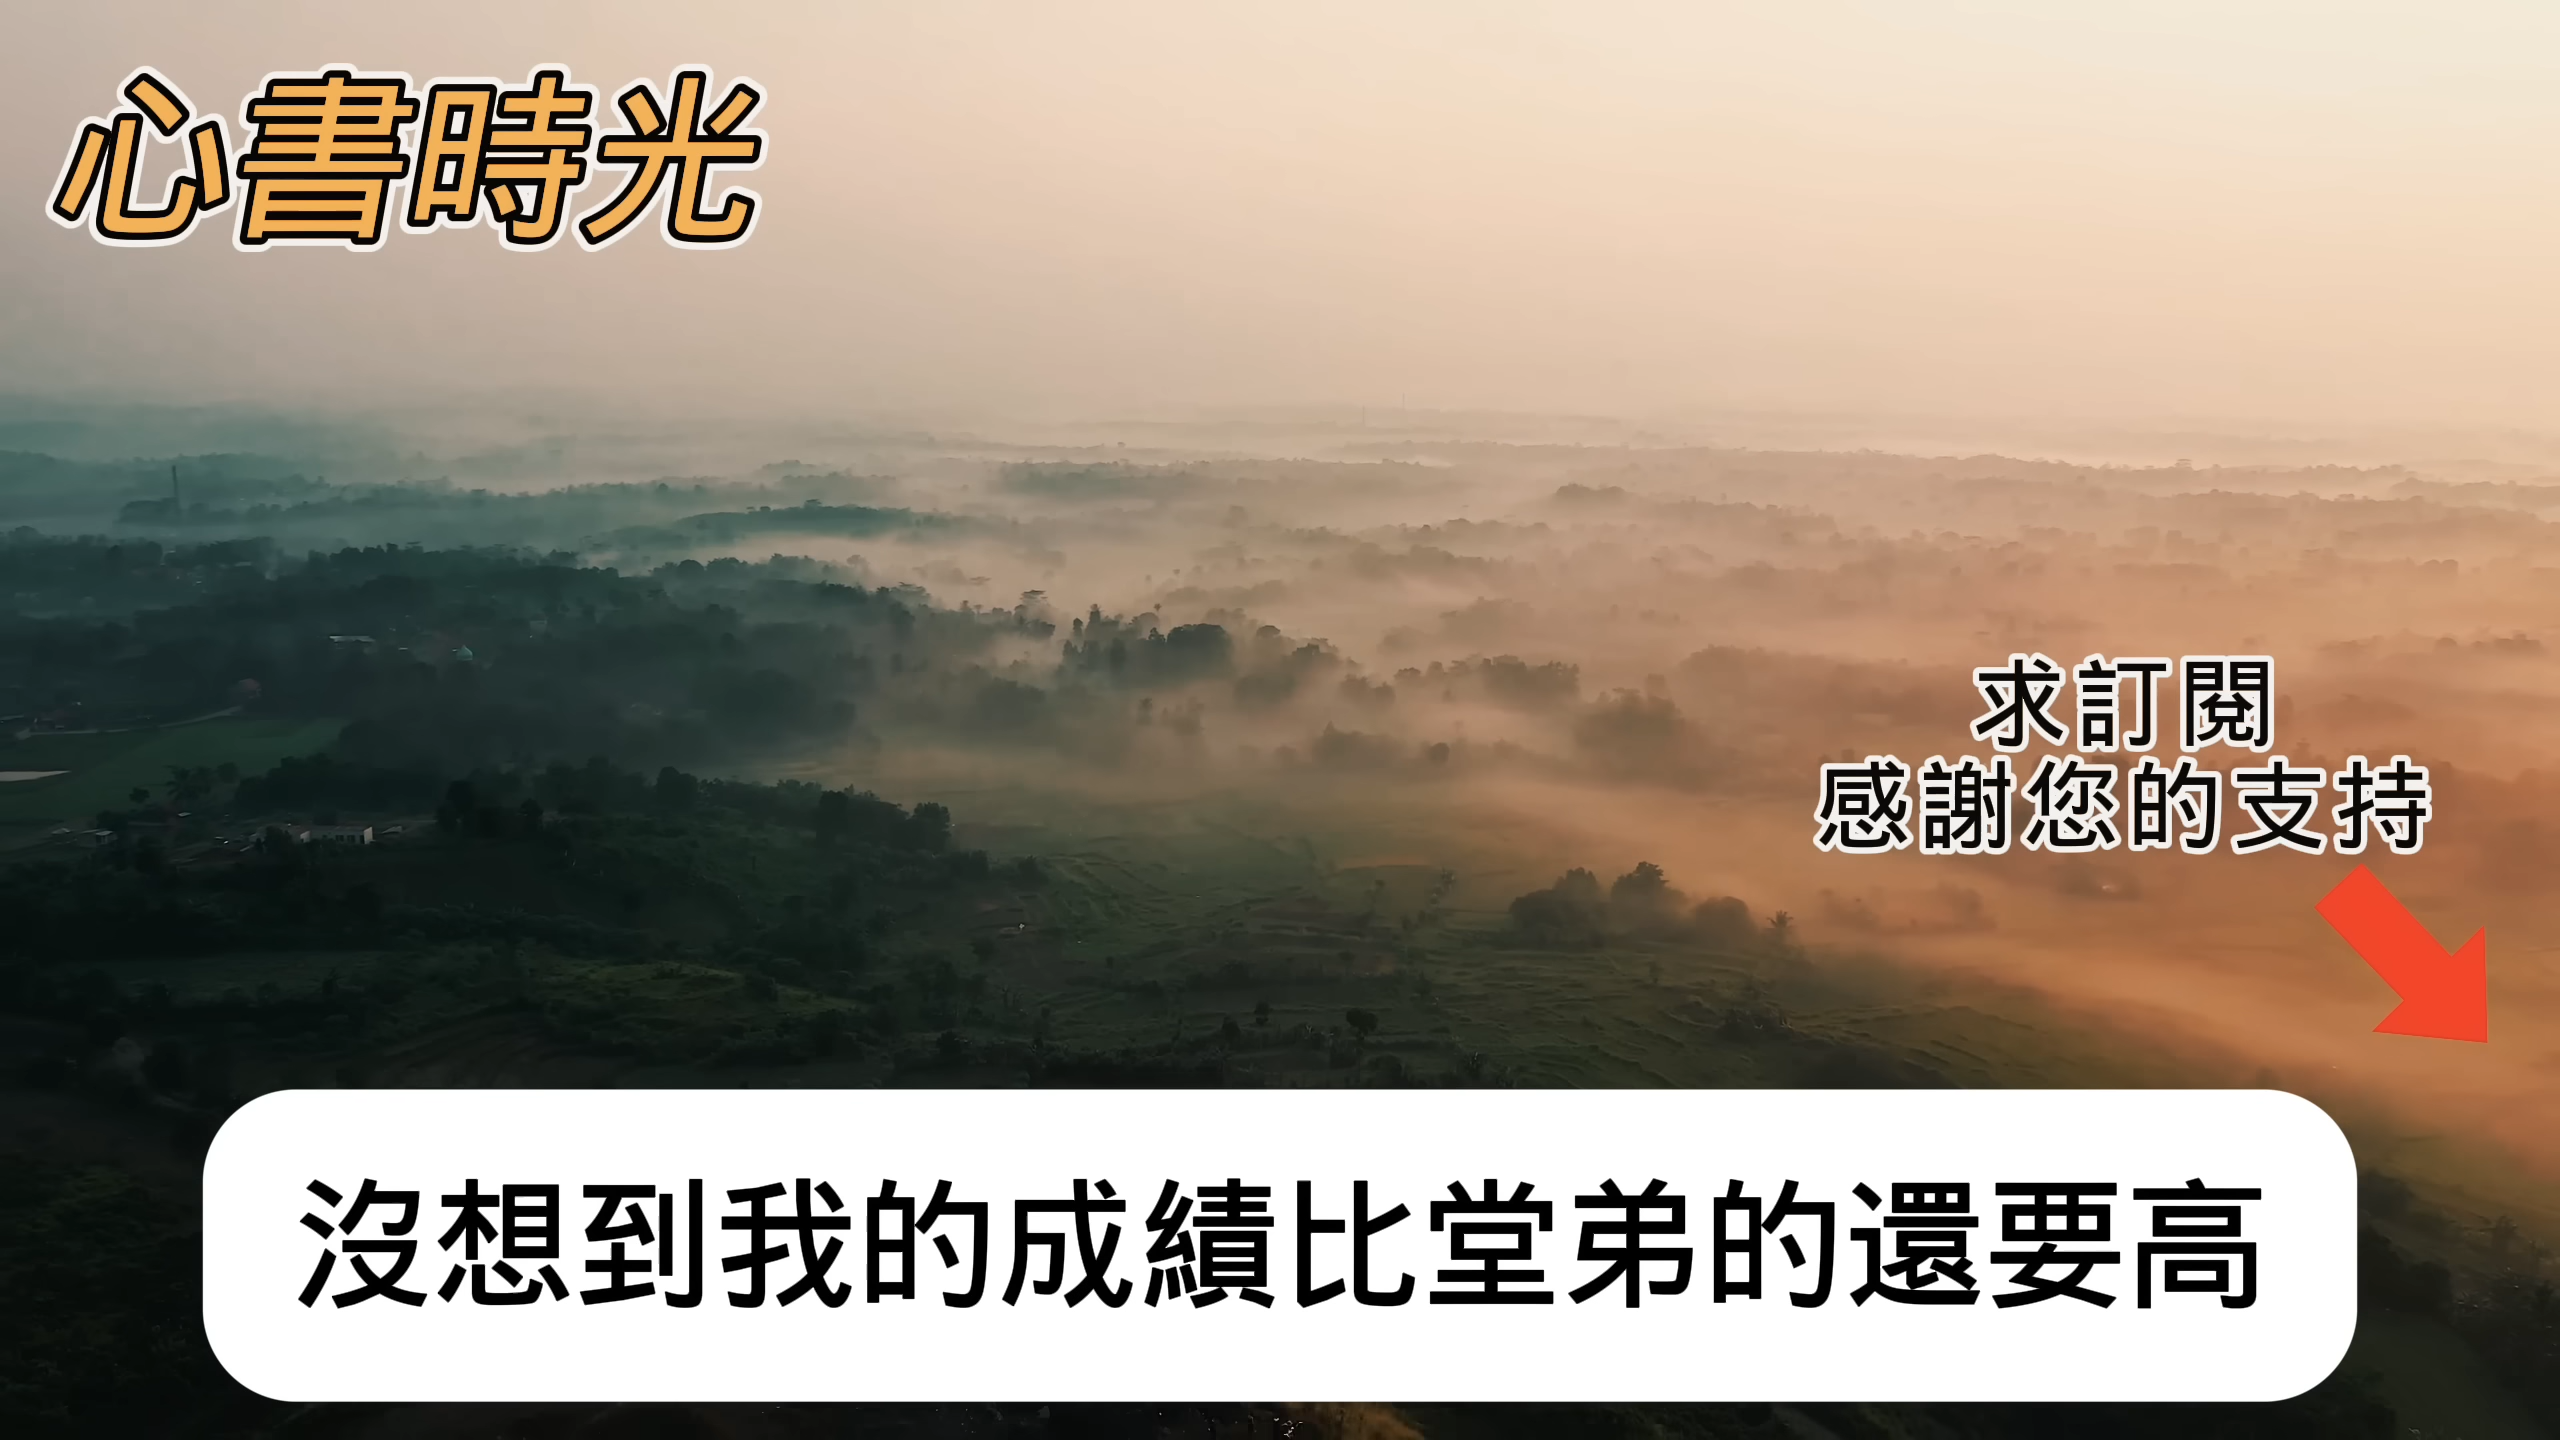 心書時光
求訂閱
感謝您的支持
沒想到我的成績比堂弟的還要高